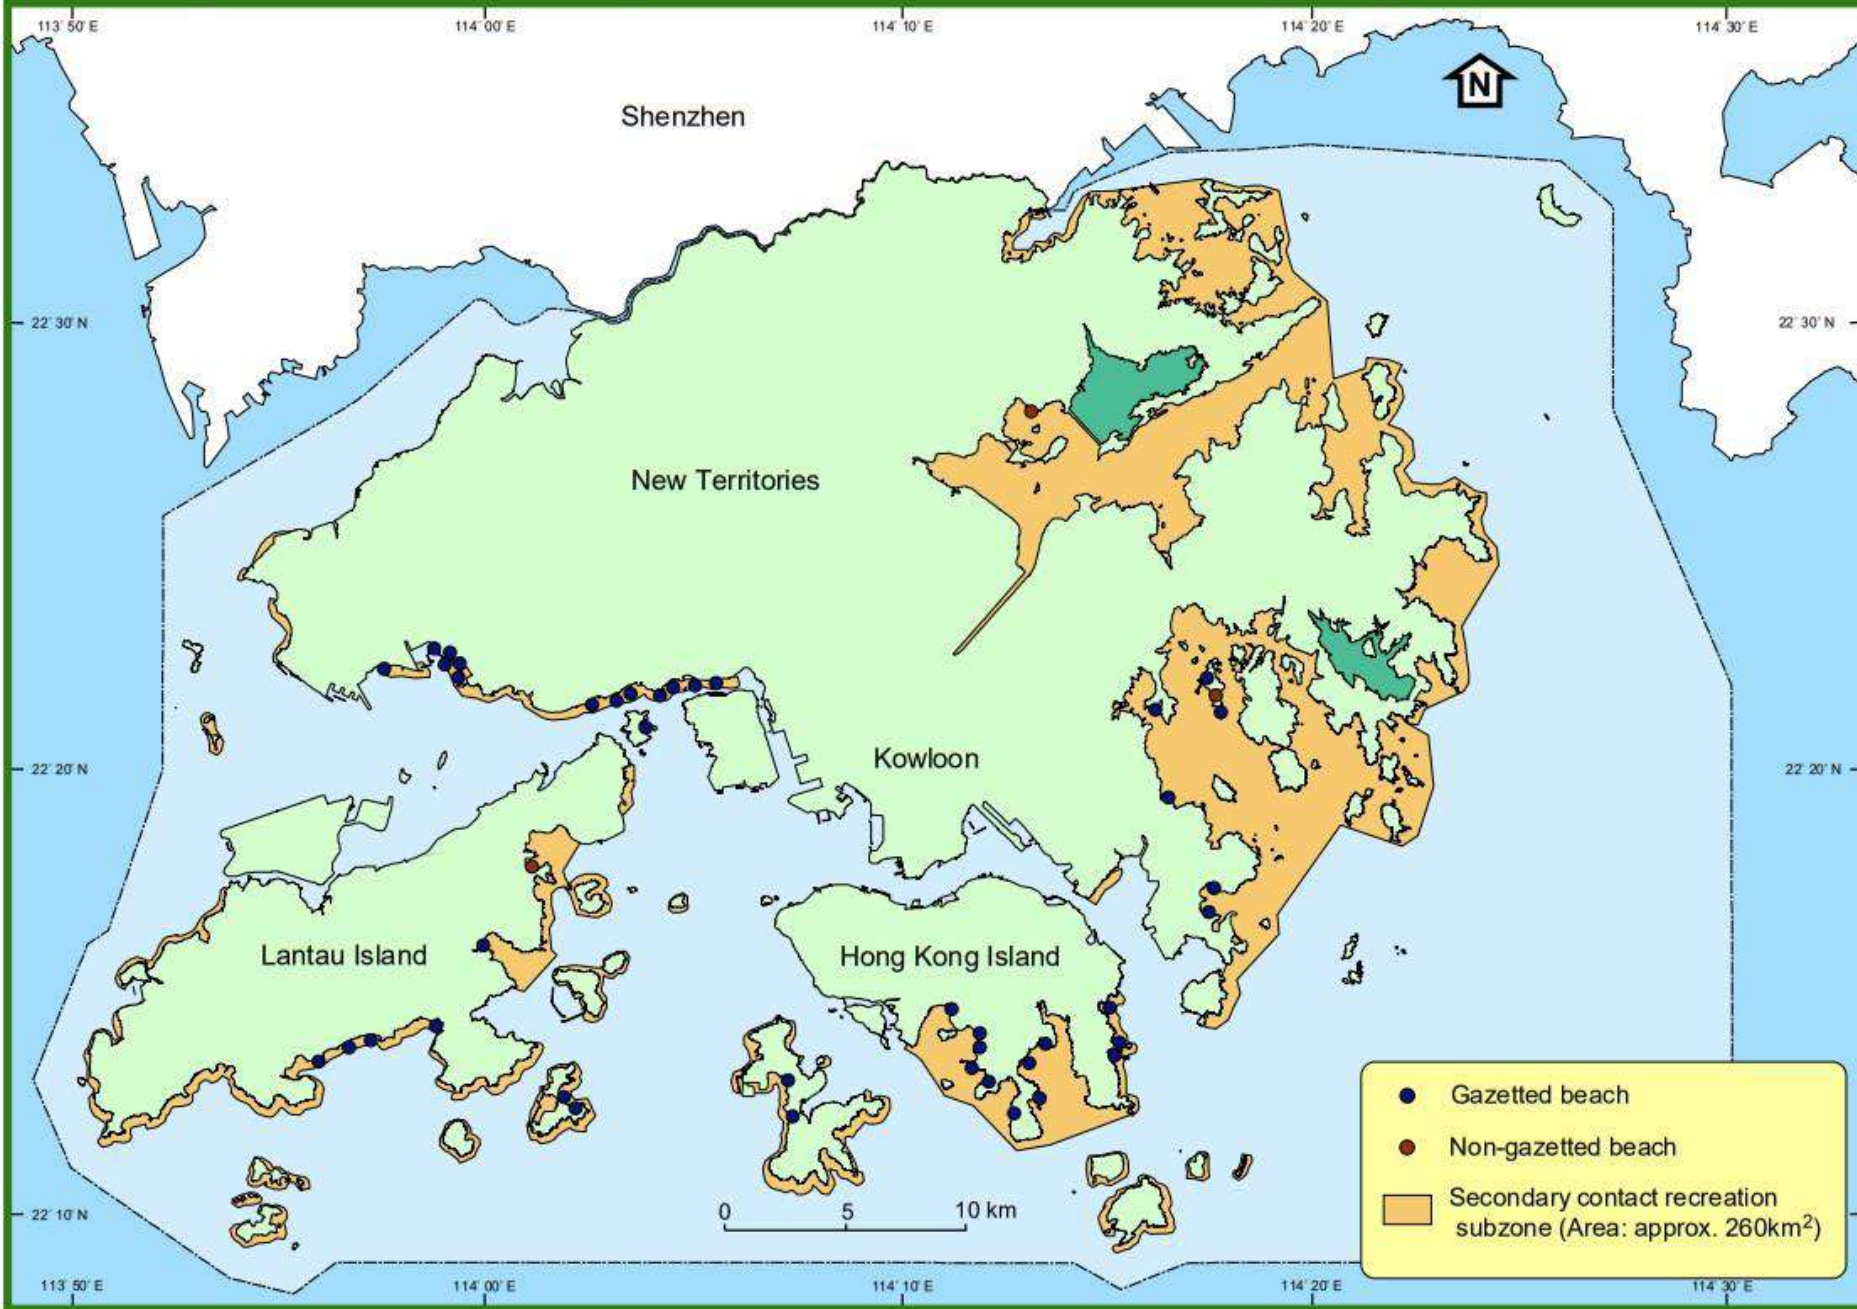 113° 50' E
114° 00' E
114° 10' E
114° 20' E
114° 30' E
N
Shenzhen
22° 30' N
22° 30' N
New Territories
Kowloon
22° 20' N
22° 20' N
Lantau Island
Hong Kong Island
Gazetted beach
Non-gazetted beach
Secondary contact recreation
subzone (Area: approx. 260km²)
0 5 10 km
22° 10' N
113° 50' E
114° 00' E
114° 10' E
114° 20' E
114° 30' E